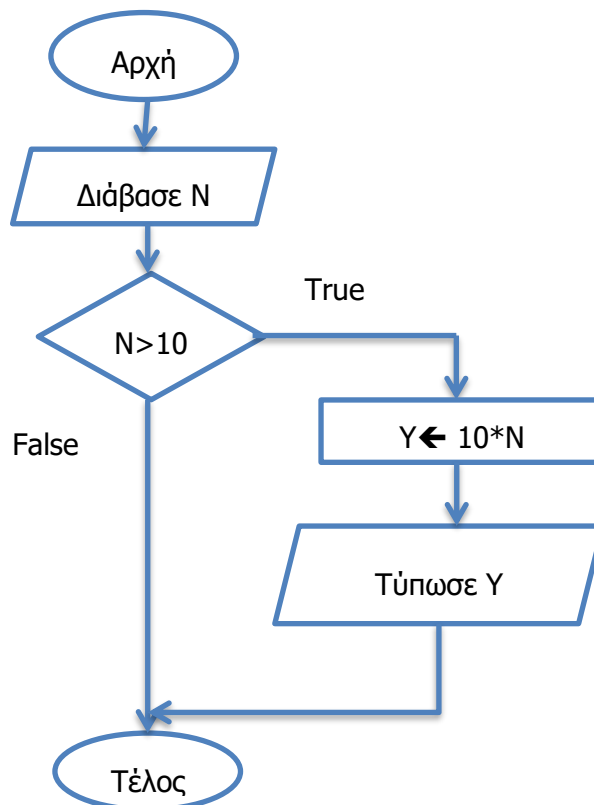 Αρχή
Διάβασε Ν
Ν>10
True
False
Υ🡸 10*Ν
Τύπωσε Υ
Τέλος